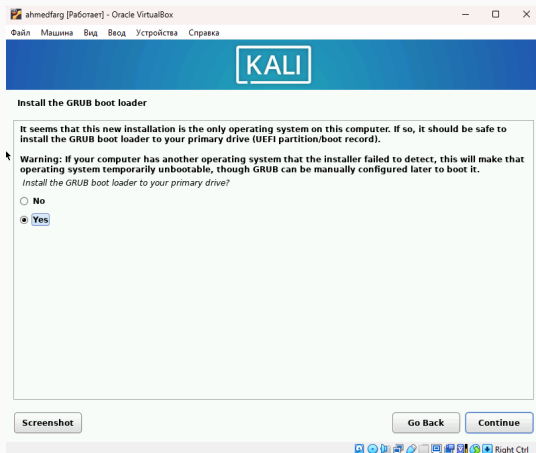 ahmedfarg [Работает] - Oracle VirtualBox
Файл Машина Вид Ввод Устройства Справка
KALI
Install the GRUB boot loader
It seems that this new installation is the only operating system on this computer. If so, it should be safe to
install the GRUB boot loader to your primary drive (UEFI partition/boot record).
Warning: If your computer has another operating system that the installer failed to detect, this will make that
operating system temporarily unbootable, though GRUB can be manually configured later to boot it.
Install the GRUB boot loader to your primary drive?
No
Yes
Screenshot Go Back Continue
Right Ctrl